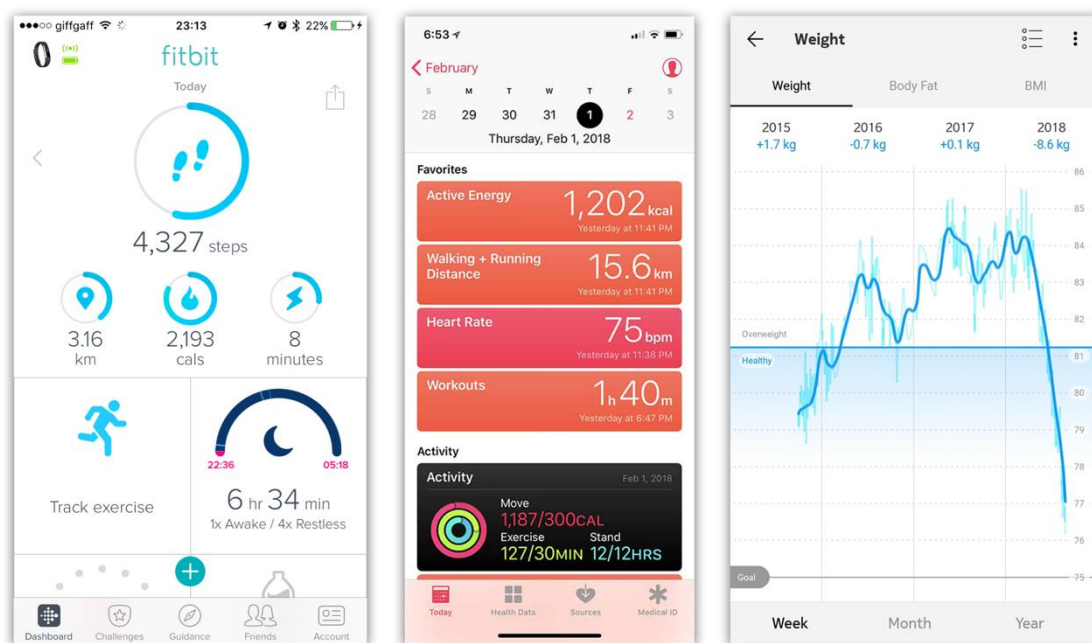 giffgaff 23:13 22%
fitbit
Today
4,327 steps
3.16 km
2,193 cals
8 minutes
22:36 05:18
Track exercise
6 hr 34 min
1x Awake / 4x Restless
Dashboard Challenges Guidance Friends Account
6:53
February
S M T W T F S
28 29 30 31 1 2 3
Thursday, Feb 1, 2018
Favorites
Active Energy 1,202 kcal
Yesterday at 11:41 PM
Walking + Running Distance 15.6 km
Yesterday at 11:41 PM
Heart Rate 75 bpm
Yesterday at 11:38 PM
Workouts 1h 40m
Yesterday at 6:47 PM
Activity
Activity Feb 1, 2018
Move
1,187/300CAL
Exercise Stand
127/30MIN 12/12HRS
Today Health Data Sources Medical ID
Weight
Weight Body Fat BMI
2015 2016 2017 2018
+1.7 kg -0.7 kg +0.1 kg -8.6 kg
86
85
84
83
82
Overweight
Healthy 81
80
79
78
77
76
Goal 75
Week Month Year